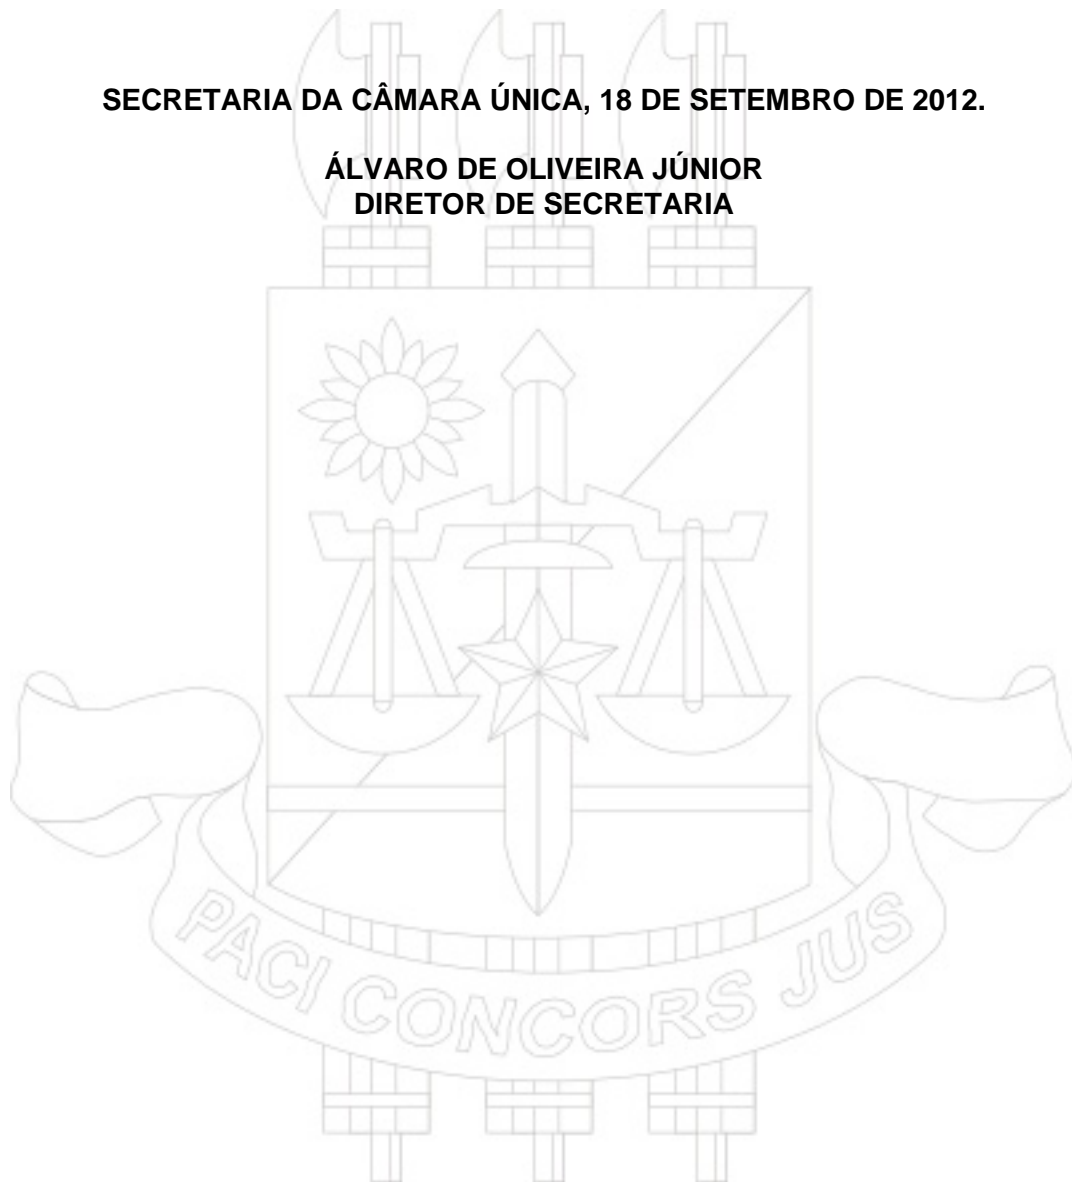 SECRETARIA DA CÂMARA ÚNICA, 18 DE SETEMBRO DE 2012.
ÁLVARO DE OLIVEIRA JÚNIOR
DIRETOR DE SECRETARIA
PACI CONCORS JUS